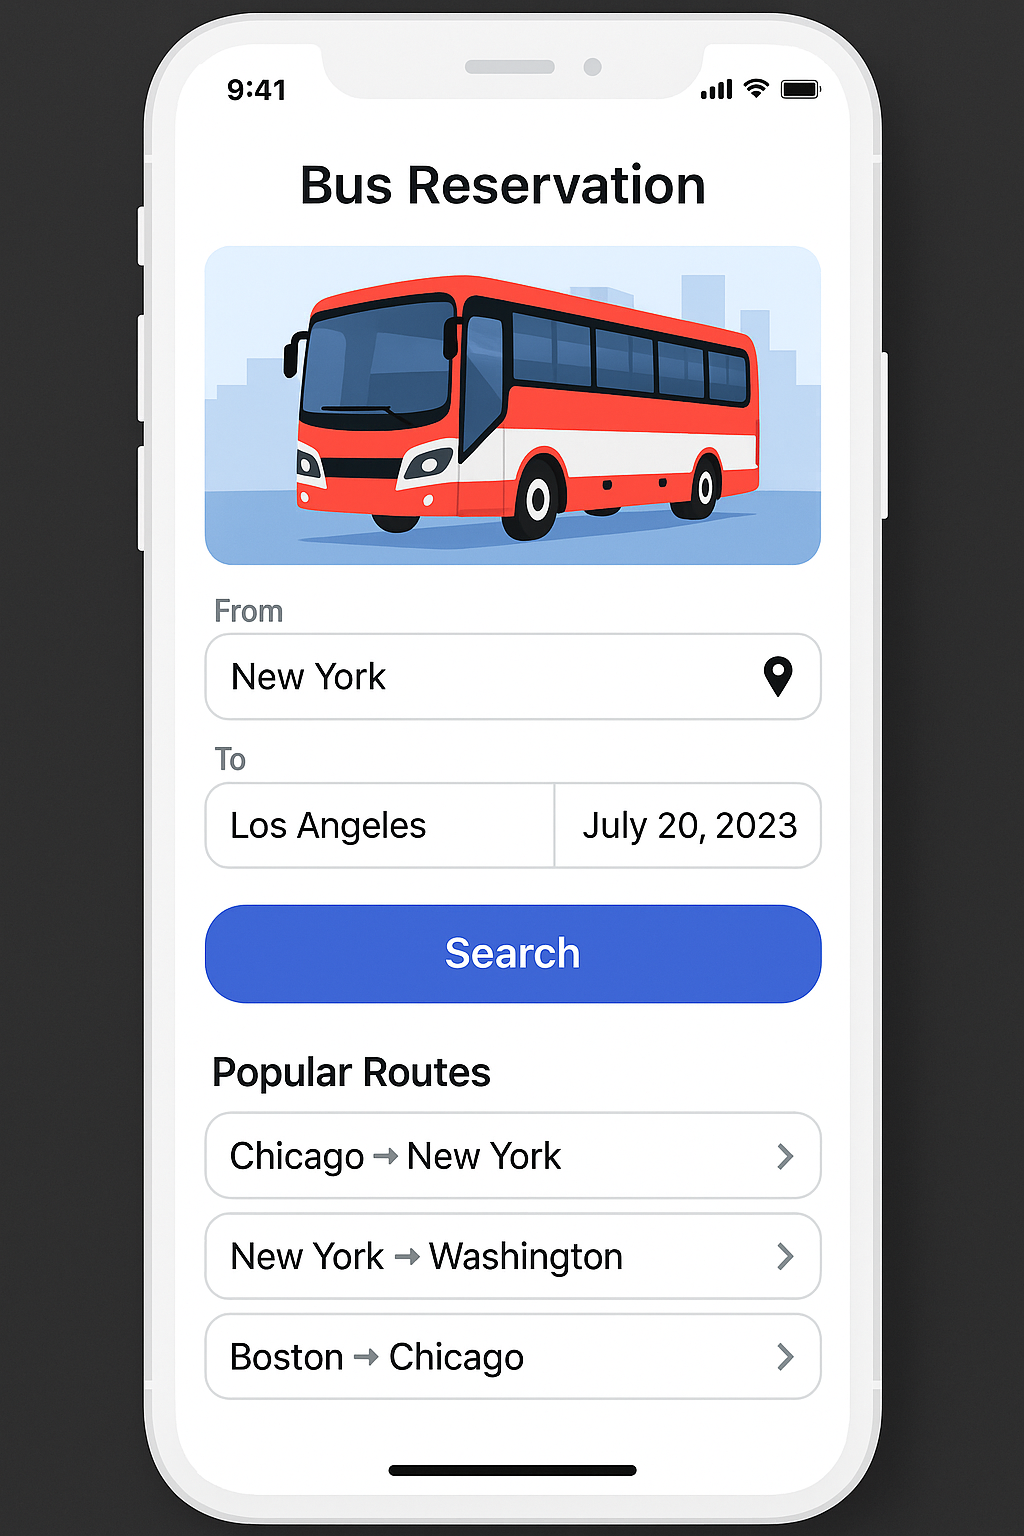 9:41
Bus Reservation
From
New York
To
Los Angeles July 20, 2023
Search
Popular Routes
Chicago → New York
New York → Washington
Boston → Chicago